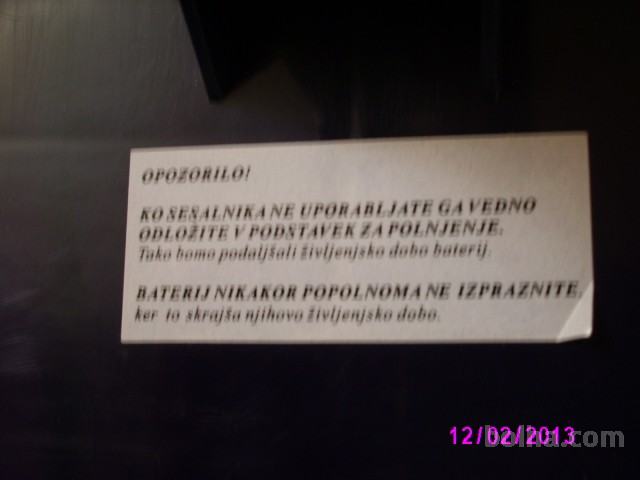 OPOZORILO!
KO SESALNIKA NE UPORABLJATE GA VEDNO
ODLOŽITE V PODSTAVEK ZA POLNJENJE.
Tako bomo podaljšali življenjsko dobo baterij.
BATERIJ NIKAKOR POPOLNOMA NE IZPRAZNITE,
ker to skrajša njihovo življenjsko dobo.
12/02/2013
bolha.com